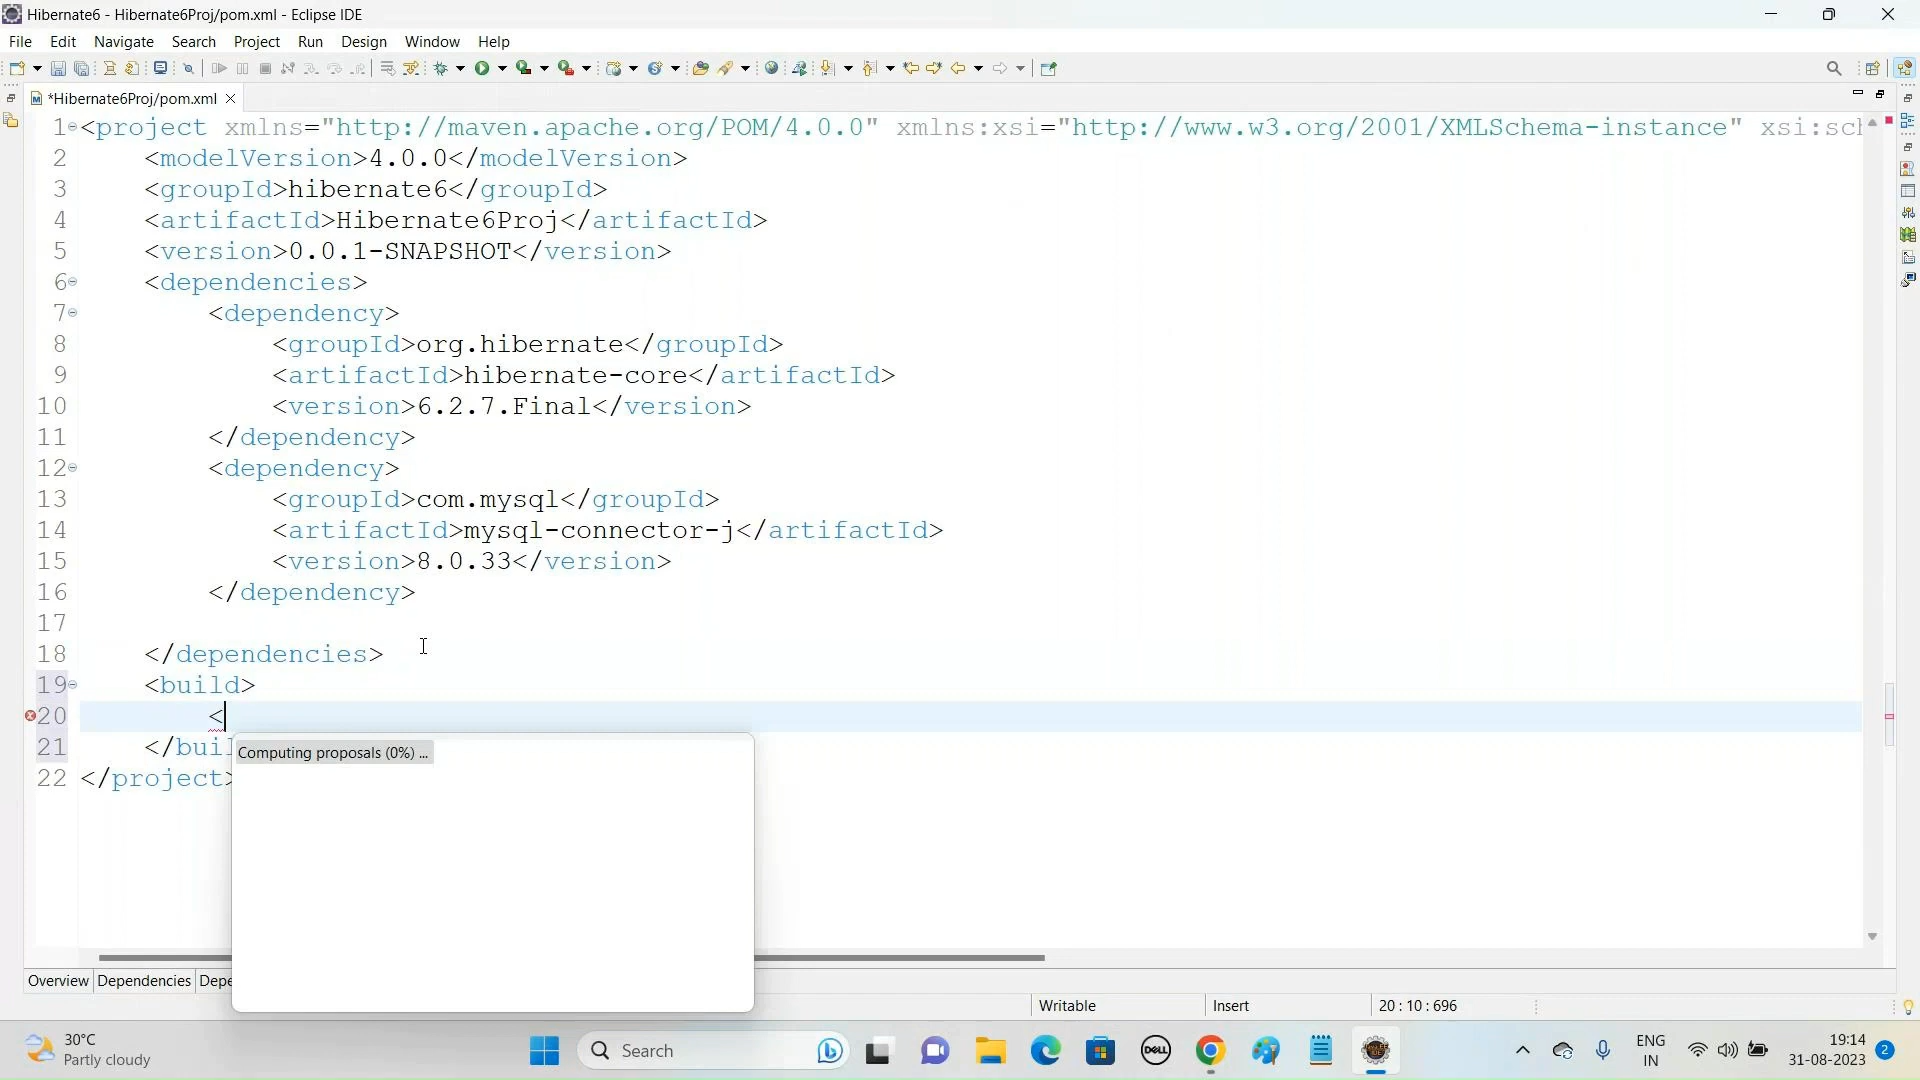 Hibernate6 - Hibernate6Proj/pom.xml - Eclipse IDE
File Edit Navigate Search Project Run Design Window Help
*Hibernate6Proj/pom.xml
1 <project xmlns="http://maven.apache.org/POM/4.0.0" xmlns:xsi="http://www.w3.org/2001/XMLSchema-instance" xsi:scl
2 <modelVersion>4.0.0</modelVersion>
3 <groupId>hibernate6</groupId>
4 <artifactId>Hibernate6Proj</artifactId>
5 <version>0.0.1-SNAPSHOT</version>
6 <dependencies>
7 <dependency>
8 <groupId>org.hibernate</groupId>
9 <artifactId>hibernate-core</artifactId>
10 <version>6.2.7.Final</version>
11 </dependency>
12 <dependency>
13 <groupId>com.mysql</groupId>
14 <artifactId>mysql-connector-j</artifactId>
15 <version>8.0.33</version>
16 </dependency>
17
18 </dependencies>
19 <build>
20 <
21 </buil
Computing proposals (0%) ...
22 </project>
Overview Dependencies Depe
Writable Insert 20 : 10 : 696
30°C
Partly cloudy
Search
DELL
ENG
IN
19:14
31-08-2023
2